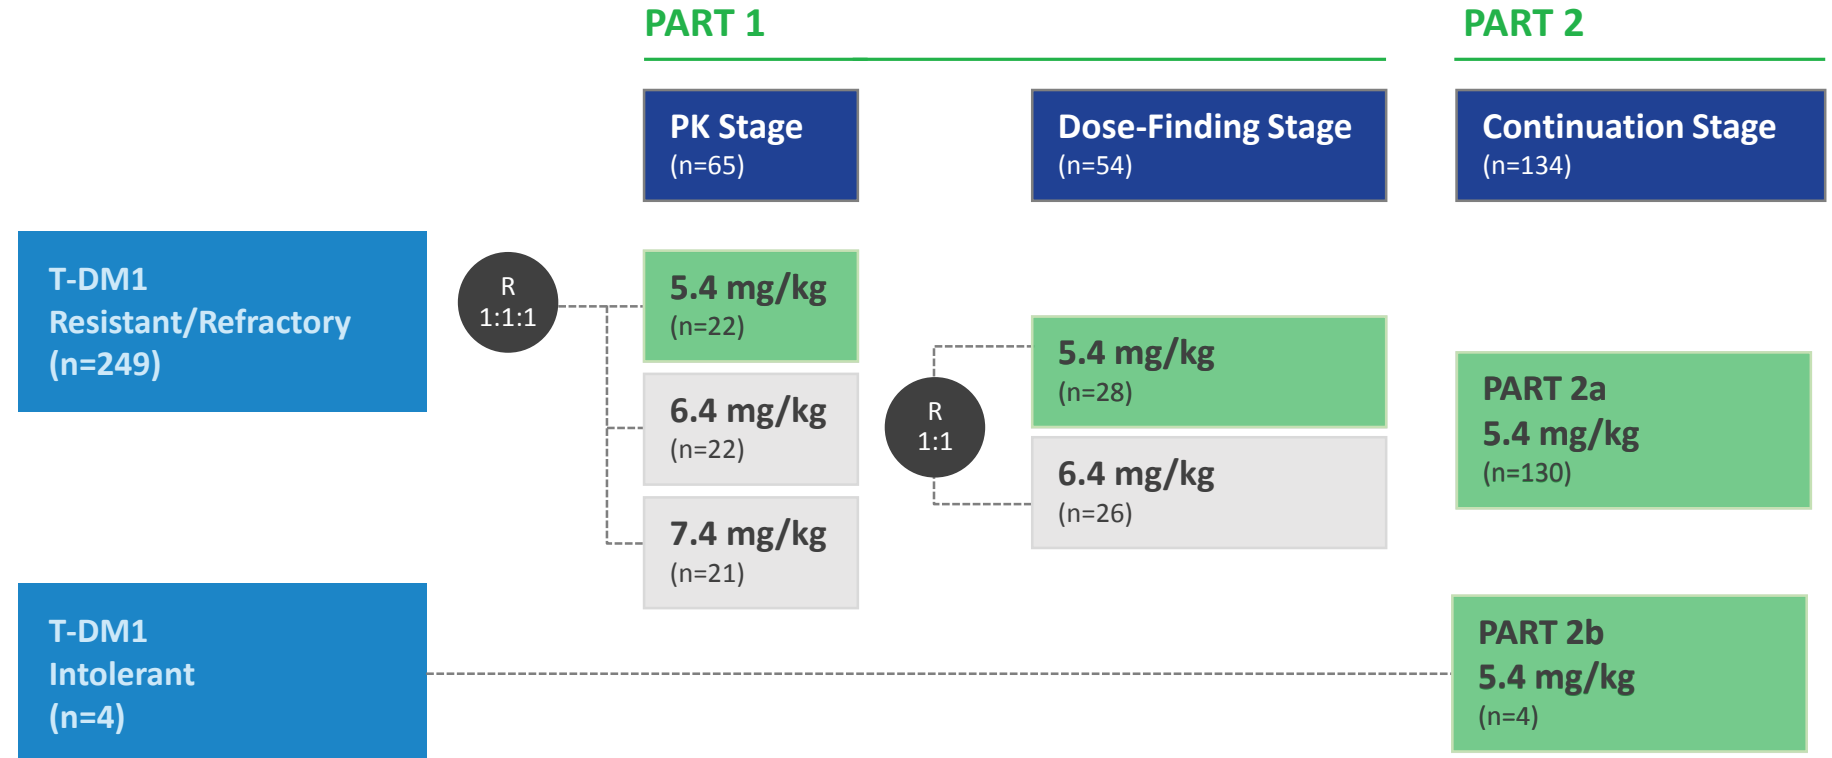 PART 1
PART 2
PK Stage
(n=65)
Dose-Finding Stage
(n=54)
Continuation Stage
(n=134)
T-DM1
Resistant/Refractory
(n=249)
R
1:1:1
5.4 mg/kg
(n=22)
6.4 mg/kg
(n=22)
7.4 mg/kg
(n=21)
R
1:1
5.4 mg/kg
(n=28)
6.4 mg/kg
(n=26)
PART 2a
5.4 mg/kg
(n=130)
T-DM1
Intolerant
(n=4)
PART 2b
5.4 mg/kg
(n=4)